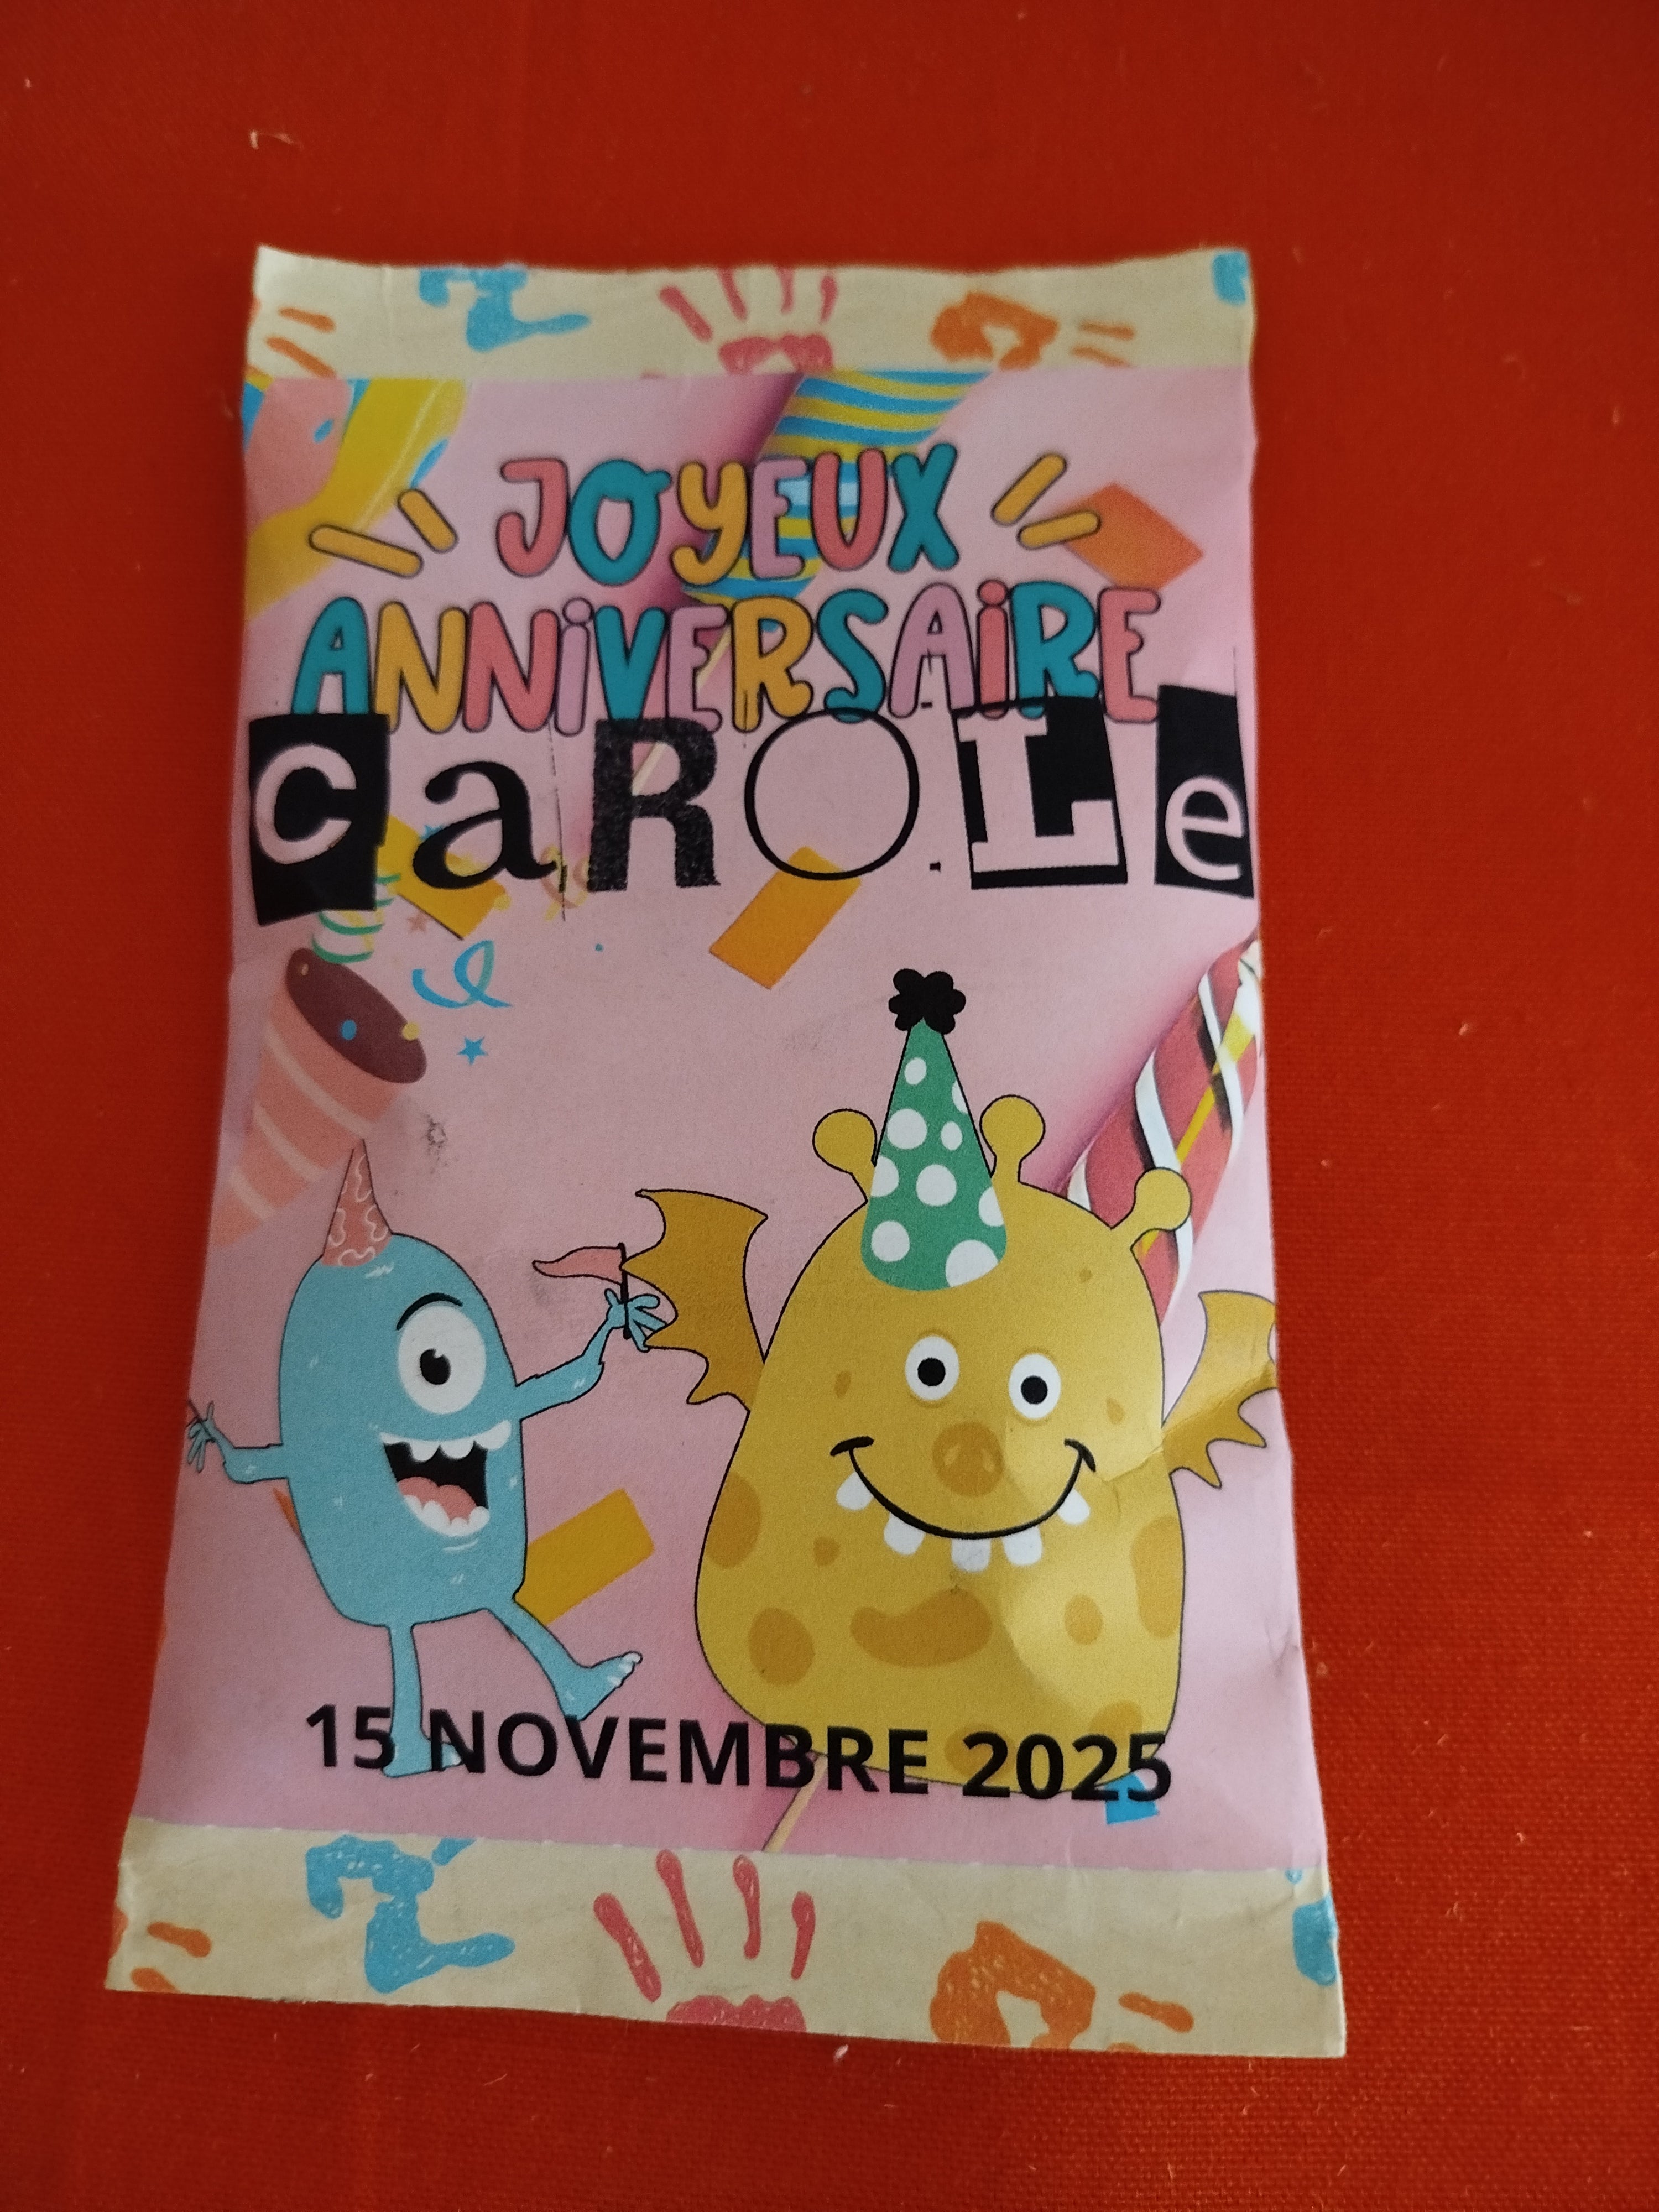 JOYEUX
ANNiVERSAiRE
CaROLe
15 NOVEMBRE 2025